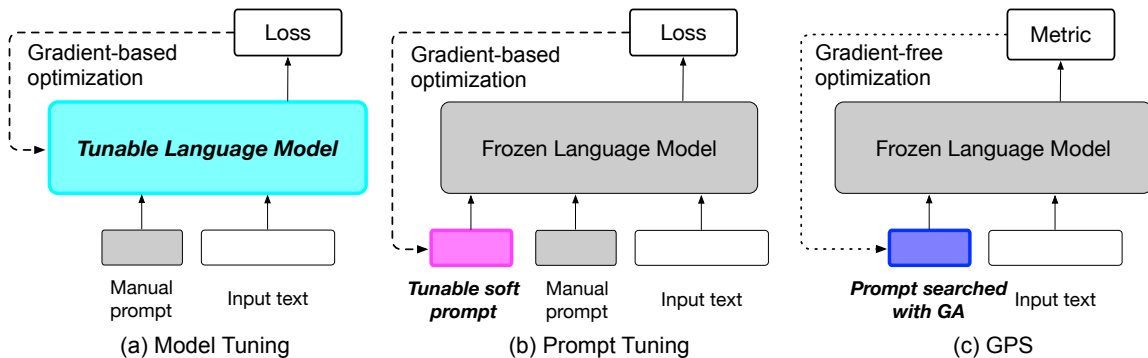 Loss
Gradient-based
optimization
Tunable Language Model
Manual
prompt
Input text
(a) Model Tuning
Loss
Gradient-based
optimization
Frozen Language Model
Tunable soft
prompt
Manual
prompt
Input text
(b) Prompt Tuning
Metric
Gradient-free
optimization
Frozen Language Model
Prompt searched
with GA
Input text
(c) GPS